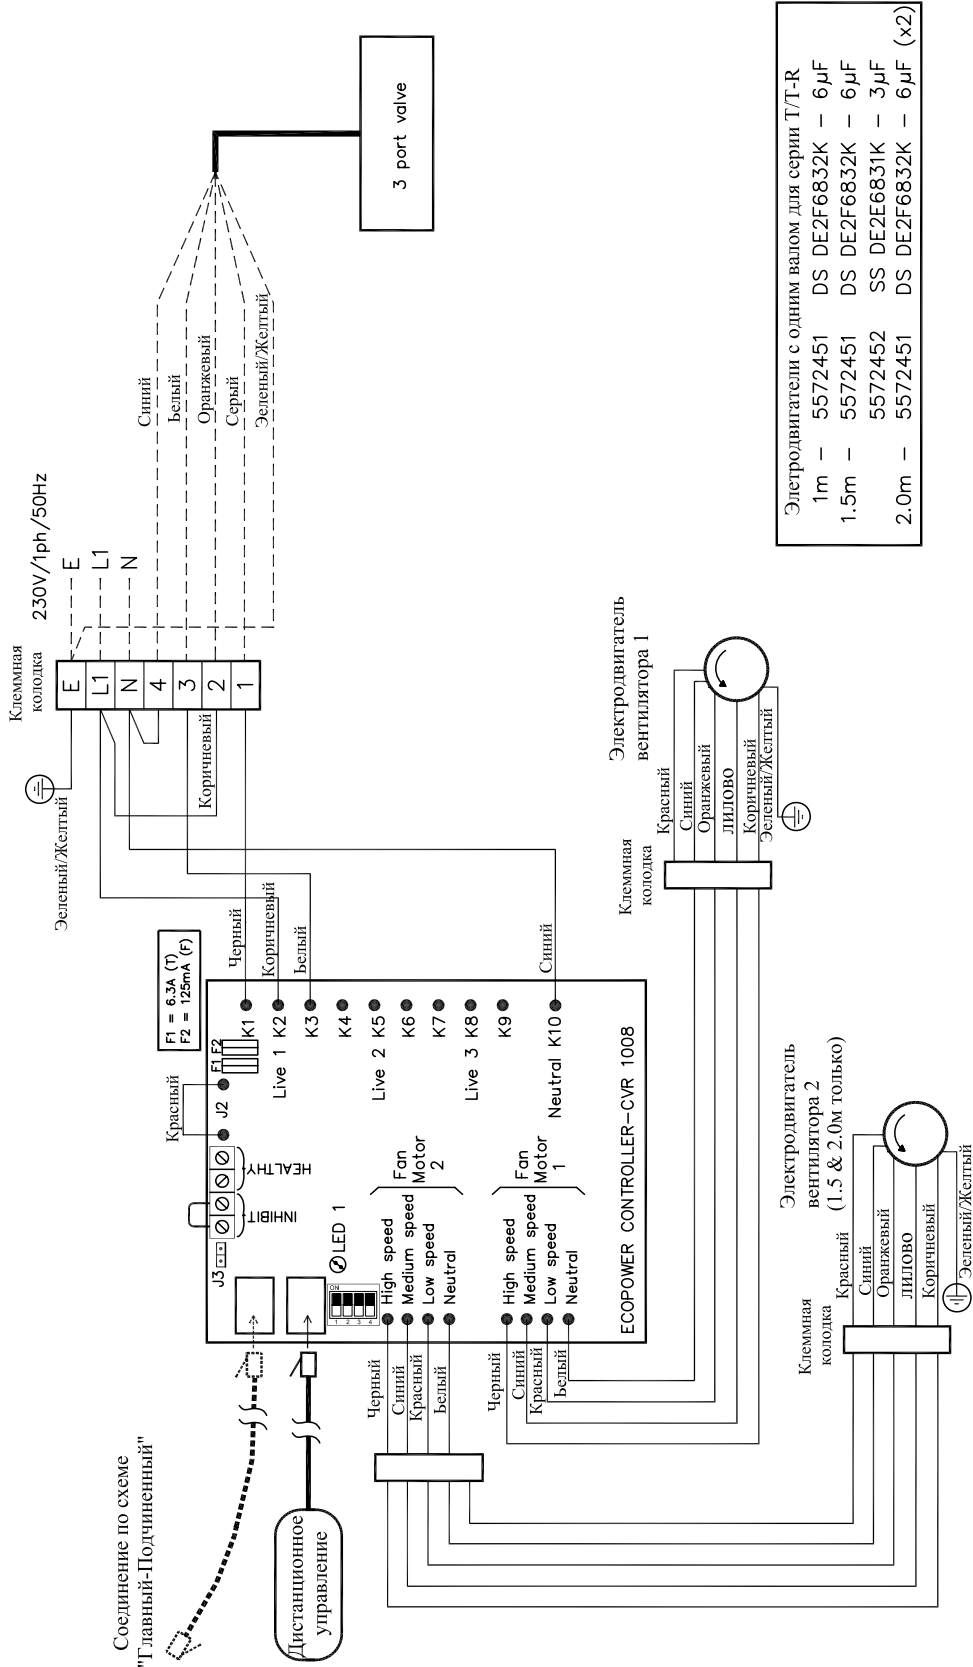 3 port valve
Синий
Белый
Оранжевый
Серый
Зеленый/Желтый
230V/1ph/50Hz
E
L1
N
Клеммная
колодка
E
L1
N
4
3
2
1
Зеленый/Желтый
Коричневый
Черный
Коричневый
Белый
Синий
F1 = 6.3A (T)
F2 = 125mA (F)
F1 F2
Красный
J2
HEALTHY
INHIBIT
J3
LED 1
ON
1 2 3 4
K1
Live 1 K2
K3
K4
Live 2 K5
K6
K7
Live 3 K8
K9
Neutral K10
ECOPOWER CONTROLLER-CVR 1008
Fan
Motor
2
High speed
Medium speed
Low speed
Neutral
Fan
Motor
1
High speed
Medium speed
Low speed
Neutral
Черный
Синий
Красный
Белый
Черный
Синий
Красный
Белый
Соединение по схеме
"Главный-Подчиненный"
Дистанционное
управление
Электродвигатель
вентилятора 1
Красный
Синий
Оранжевый
лилово
Коричневый
Зеленый/Желтый
Клеммная
колодка
Электродвигатель
вентилятора 2
(1.5 & 2.0м только)
Красный
Синий
Оранжевый
лилово
Коричневый
Зеленый/Желтый
Клеммная
колодка
Элетродвигатели с одним валом для серии T/T-R
1m – 5572451 DS DE2F6832K – 6µF
1.5m – 5572451 DS DE2F6832K – 6µF
5572452 SS DE2E6831K – 3µF
2.0m – 5572451 DS DE2F6832K – 6µF (x2)